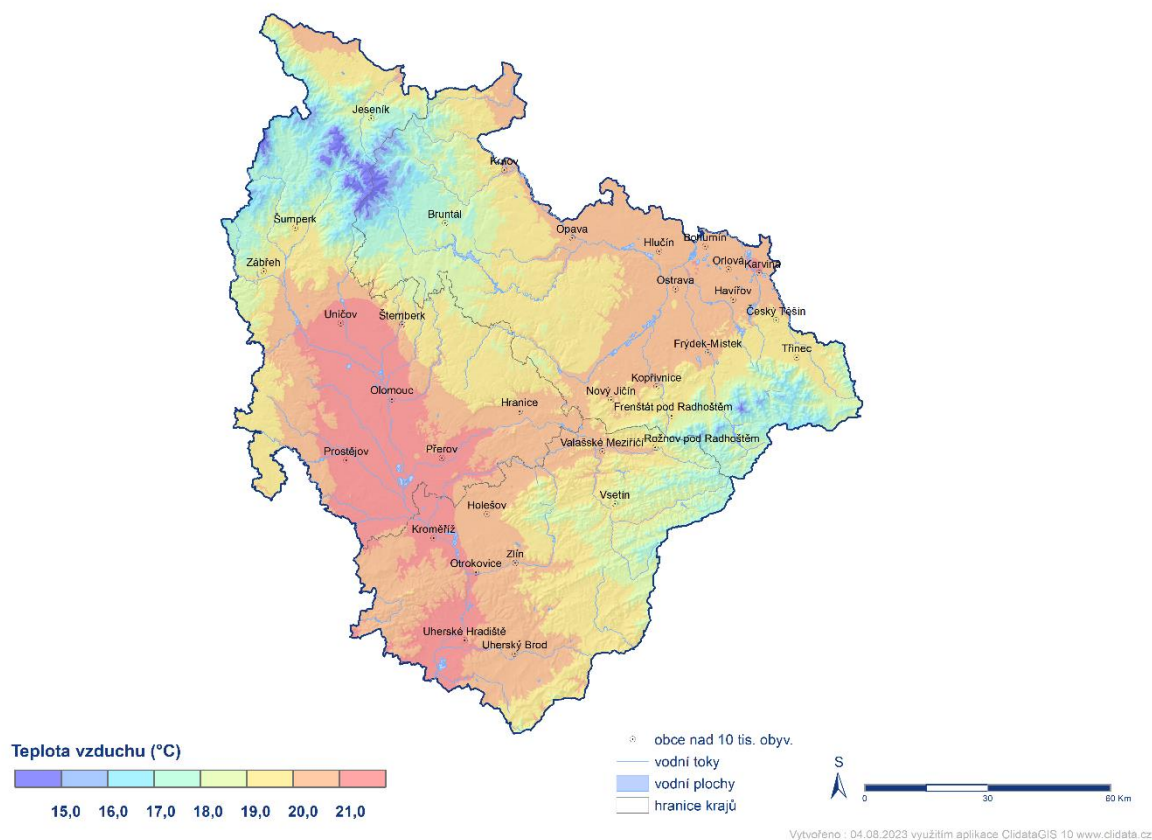 Jeseník
Krnov
Bruntál
Šumperk
Opava
Hlučín
Bohumín
Zábřeh
Orlová
Karviná
Ostrava
Havířov
Český Těšín
Uničov
Šternberk
Frýdek-Místek
Třinec
Kopřivnice
Nový Jičín
Olomouc
Hranice
Frenštát pod Radhoštěm
Valašské Meziříčí
Rožnov pod Radhoštěm
Prostějov
Přerov
Vsetín
Holešov
Kroměříž
Zlín
Otrokovice
Uherské Hradiště
Uherský Brod
Teplota vzduchu (°C)
15,0 16,0 17,0 18,0 19,0 20,0 21,0
obce nad 10 tis. obyv.
vodní toky
vodní plochy
hranice krajů
S
0 30 60 Km
Vytvořeno : 04.08.2023 využitím aplikace ClidataGIS 10 www.clidata.cz